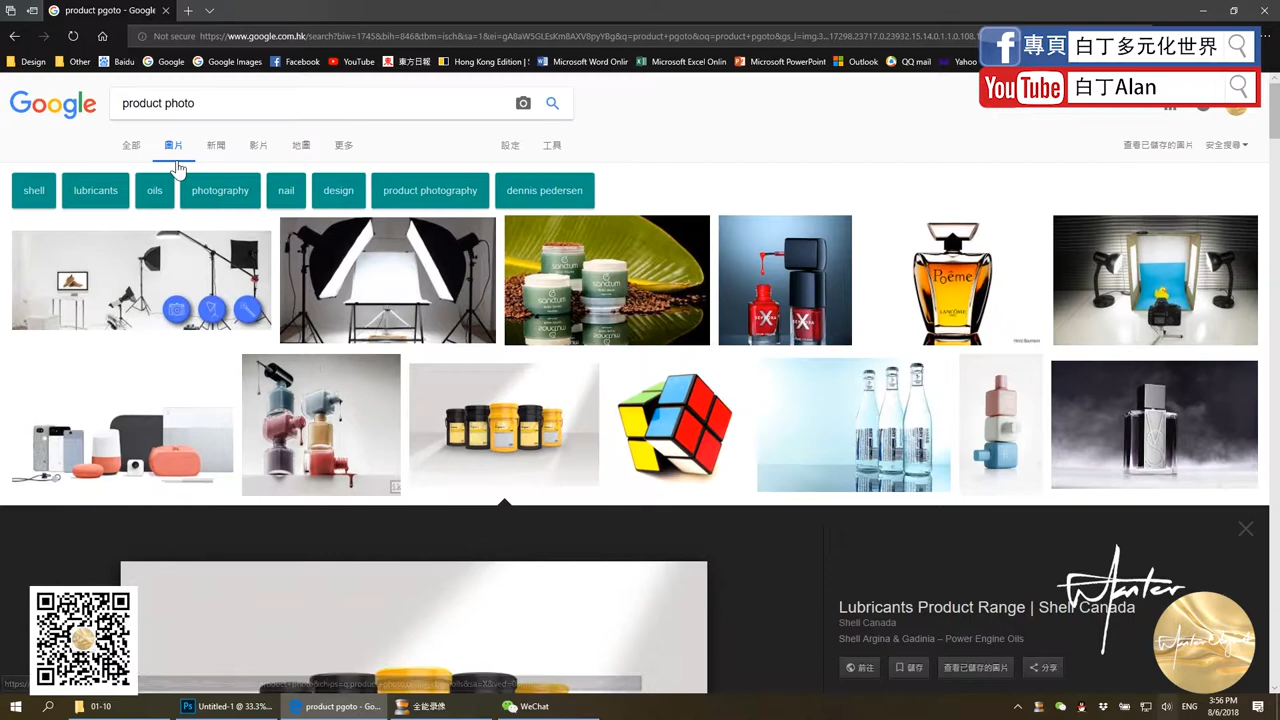 product pgoto - Google
Not secure
https://www.google.com.hk/search?biw=1745&bih=846&tbm=isch&sa=1&ei=gA8aW5GLEsKm8AXV8pYBg&q=product+pgoto&oq=product+pgoto&gs_l=img.3...17298.23717.0.23932.15.14.0.1.1.0.108.
Design
Other
Baidu
Google
Google Images
Facebook
YouTube
東方日報
Hong Kong Editor
Microsoft Word Onlir
Microsoft Excel Onlin
Microsoft PowerPoint
Outlook
QQ mail
專頁
白丁多元化世界
YouTube
白丁Alan
Google
product photo
全部
圖片
新聞
影片
地圖
更多
設定
工具
查看已儲存的圖片
安全搜尋
shell
lubricants
oils
photography
nail
design
product photography
dennis pedersen
sanctum
Poême
LANCÔME
Lubricants Product Range | Shell Canada
Shell Canada
Shell Argina & Gadinia – Power Engine Oils
前往
儲存
查看已儲存的圖片
分享
Wanter
01-10
Untitled-1 @ 33.3%...
product pgoto - Go...
全能录像
WeChat
ENG
3:56 PM
8/6/2018